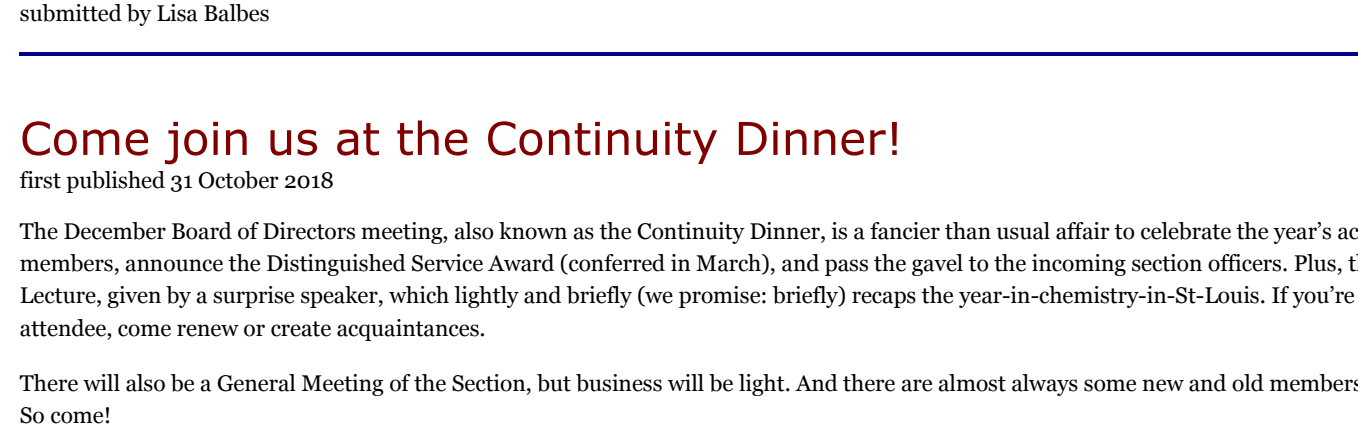 submitted by Lisa Balbes
Come join us at the Continuity Dinner!
first published 31 October 2018
The December Board of Directors meeting, also known as the Continuity Dinner, is a fancier than usual affair to celebrate the year’s
members, announce the Distinguished Service Award (conferred in March), and pass the gavel to the incoming section officers. Plus,
Lecture, given by a surprise speaker, which lightly and briefly (we promise: briefly) recaps the year-in-chemistry-in-St-Louis. If you’re
attendee, come renew or create acquaintances.
There will also be a General Meeting of the Section, but business will be light. And there are almost always some new and old members
So come!